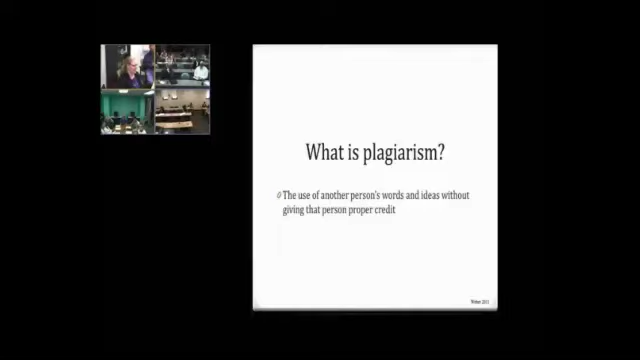 What is plagiarism?
The use of another person's words and ideas without
giving that person proper credit